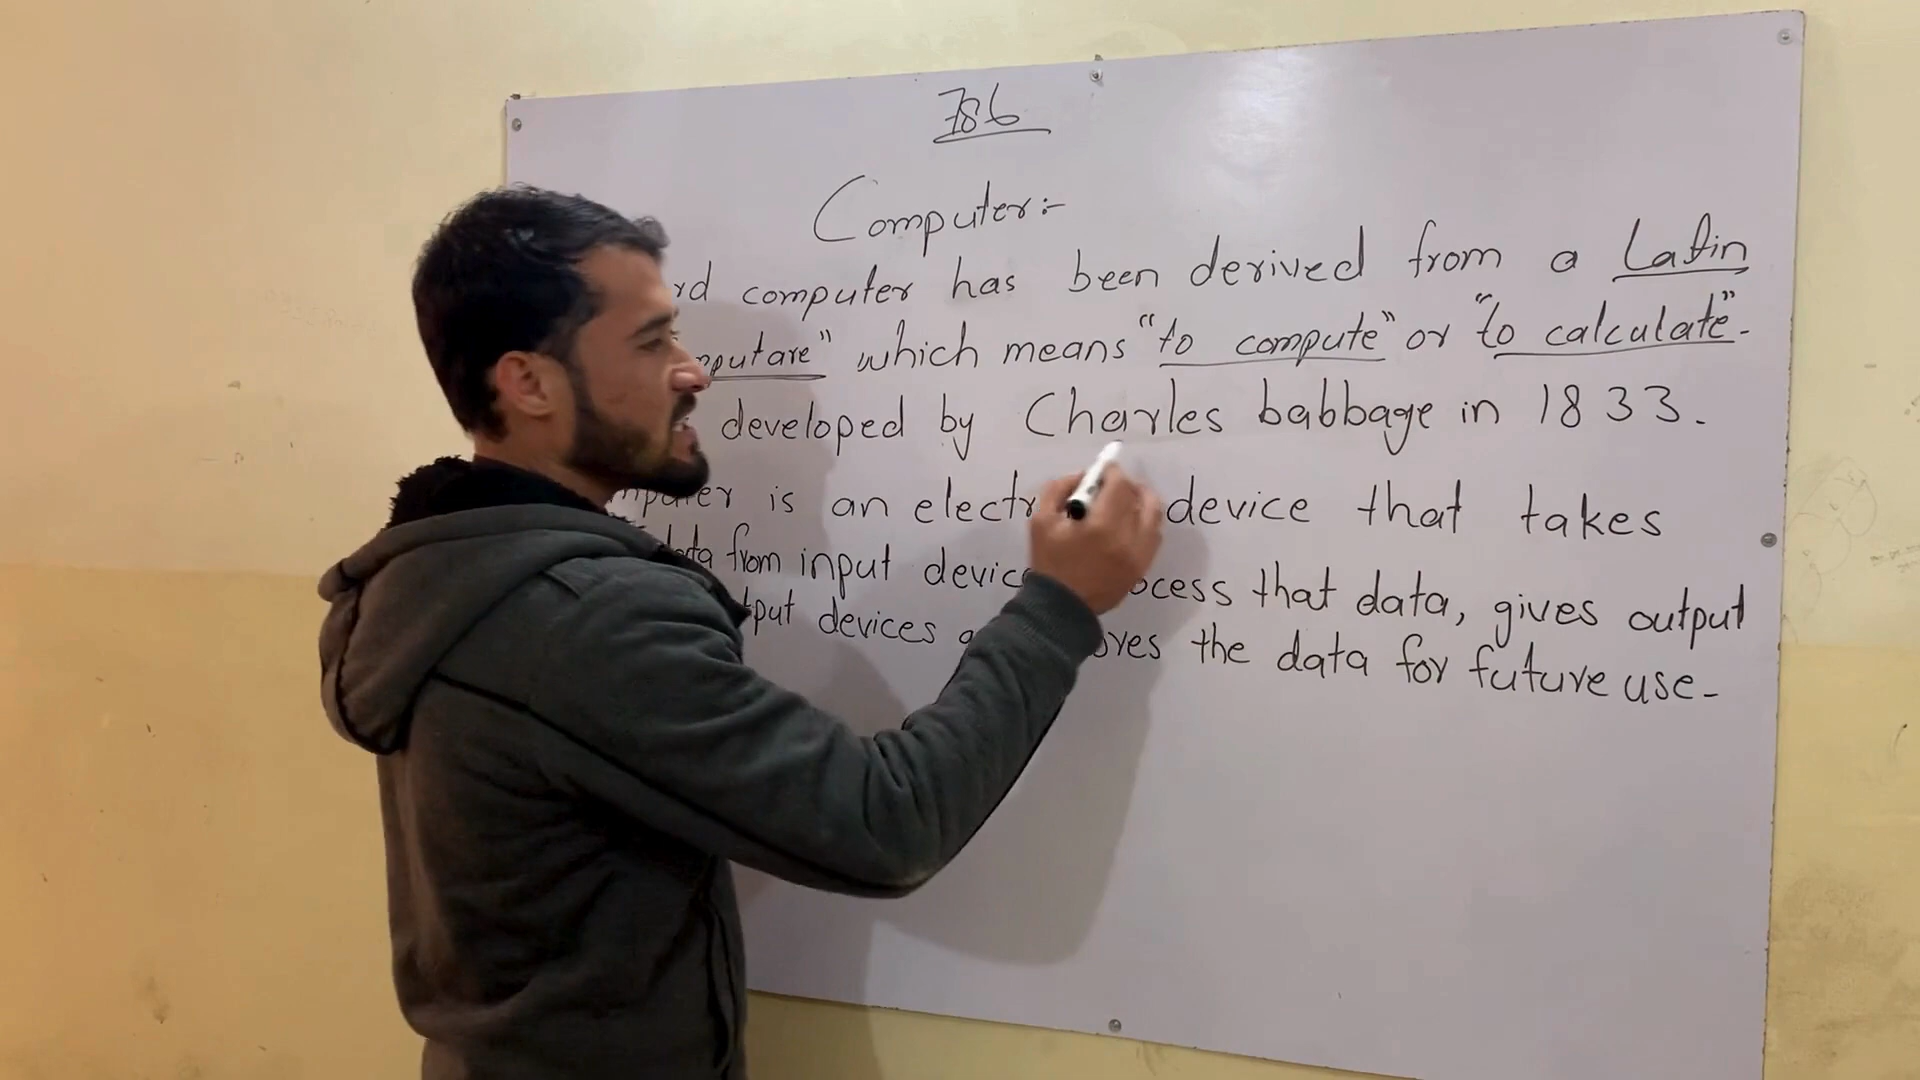 786
Computer:-
computer has been derived from a Latin
which means "to compute" or "to calculate".
developed by Charles babbage in 1833.
is an device that takes
from input that data, gives output
devices the data for future use.